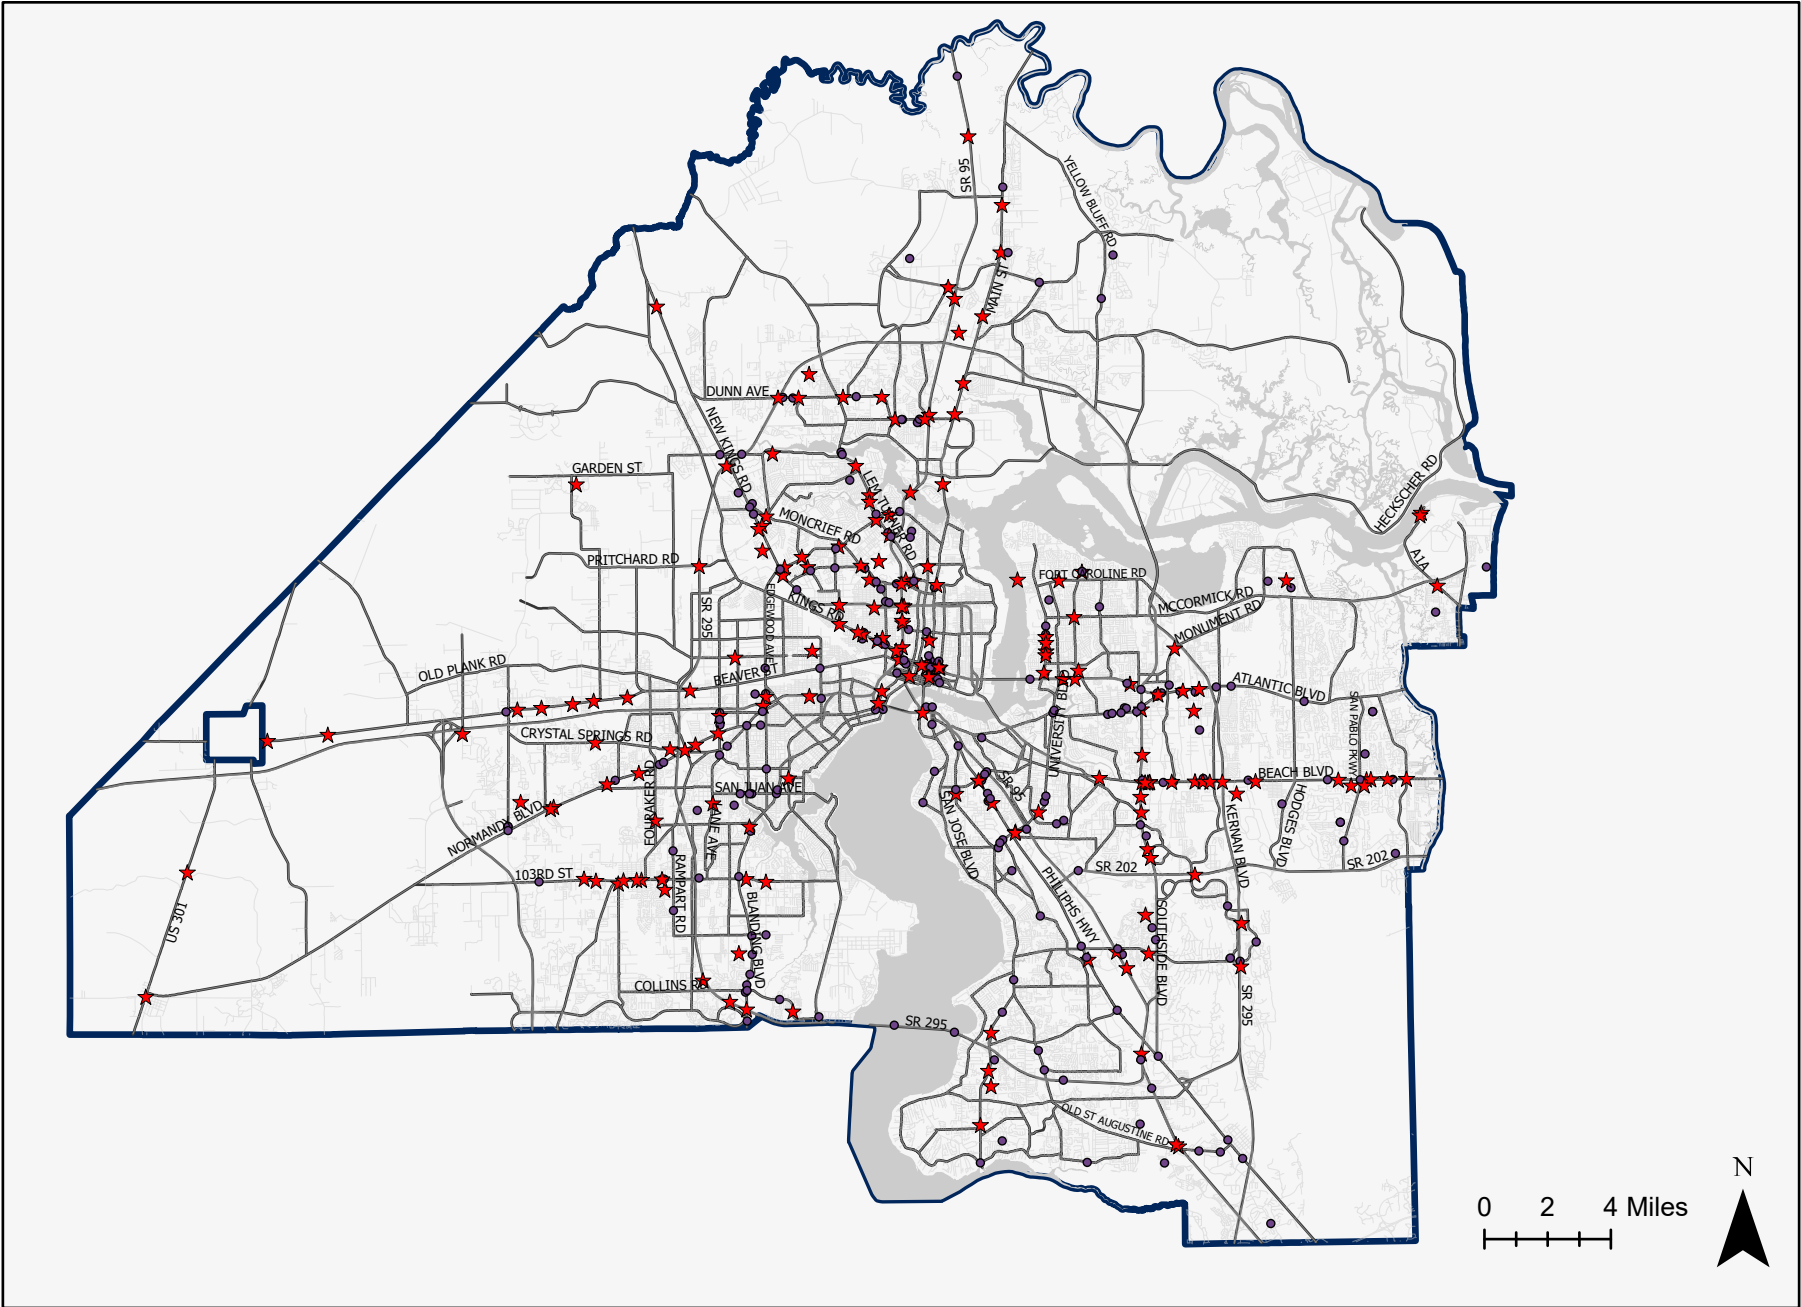 SR 95
YELLOW BLUFF RD
MAIN ST
DUNN AVE
NEW KINGS RD
GARDEN ST
LEM TURNER RD
HECKSCHER RD
MONCRIEF RD
A1A
PRITCHARD RD
FORT CAROLINE RD
MCCORMICK RD
KINGS RD
EDGEWOOD AVE
SR 295
MONUMENT RD
OLD PLANK RD
BEAVER ST
ATLANTIC BLVD
UNIVERSITY BLVD
SAN PABLO PKWY
CRYSTAL SPRINGS RD
BEACH BLVD
SR 95
SAN JUAN AVE
FOURAKER RD
LANE AVE
NORMANDY BLVD
SAN JOSE BLVD
KERNAN BLVD
HODGES BLVD
SR 202
SR 202
103RD ST
RAMPART RD
BLANDING BLVD
PHILIPHS HWY
SOUTHSIDE BLVD
US 301
COLLINS RD
SR 295
SR 295
OLD ST AUGUSTINE RD
N
0 2 4 Miles